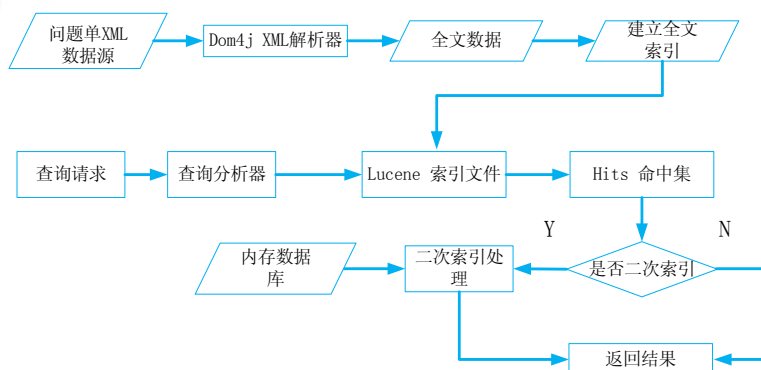 问题单XML
数据源
Dom4j XML解析器
全文数据
建立全文
索引
查询请求
查询分析器
Lucene 索引文件
Hits 命中集
Y
N
内存数据
库
二次索引处
理
是否二次索引
返回结果